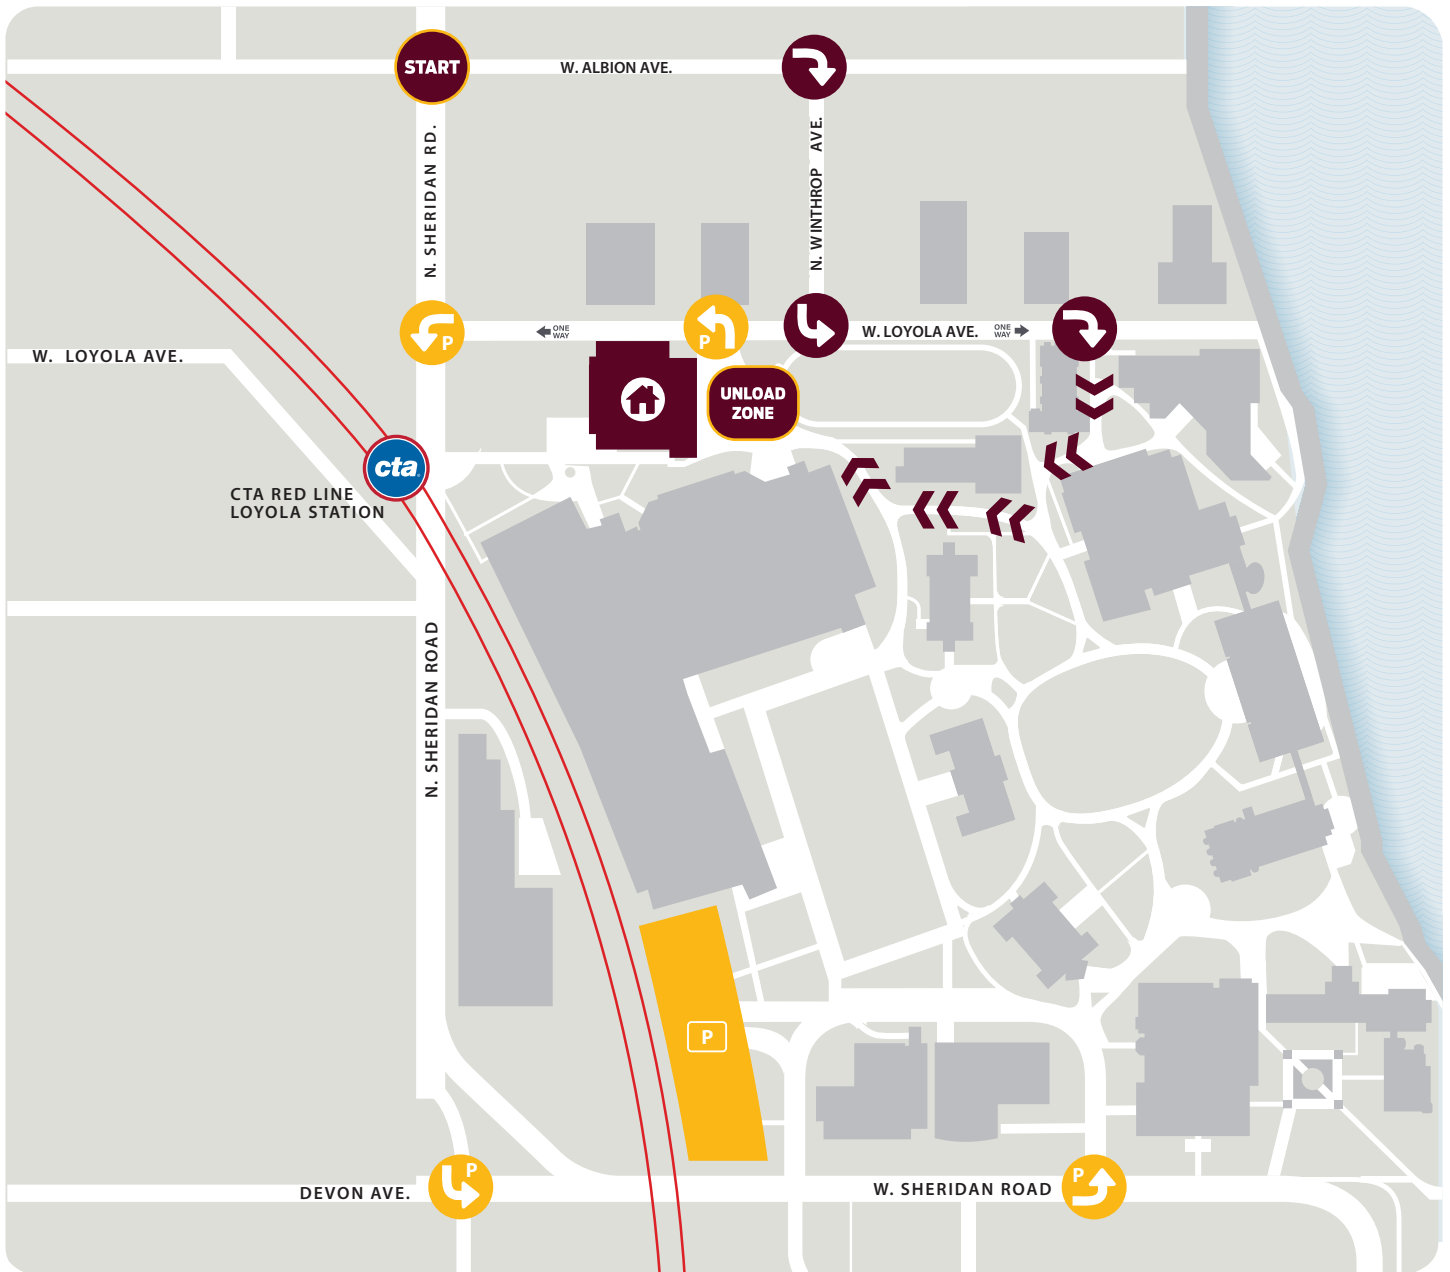 START
W. ALBION AVE.
N. SHERIDAN RD.
N. WINTHROP AVE.
P
ONE
WAY
P
W. LOYOLA AVE.
ONE
WAY
W. LOYOLA AVE.
UNLOAD
ZONE
cta
CTA RED LINE
LOYOLA STATION
N. SHERIDAN ROAD
P
P
DEVON AVE.
W. SHERIDAN ROAD
P